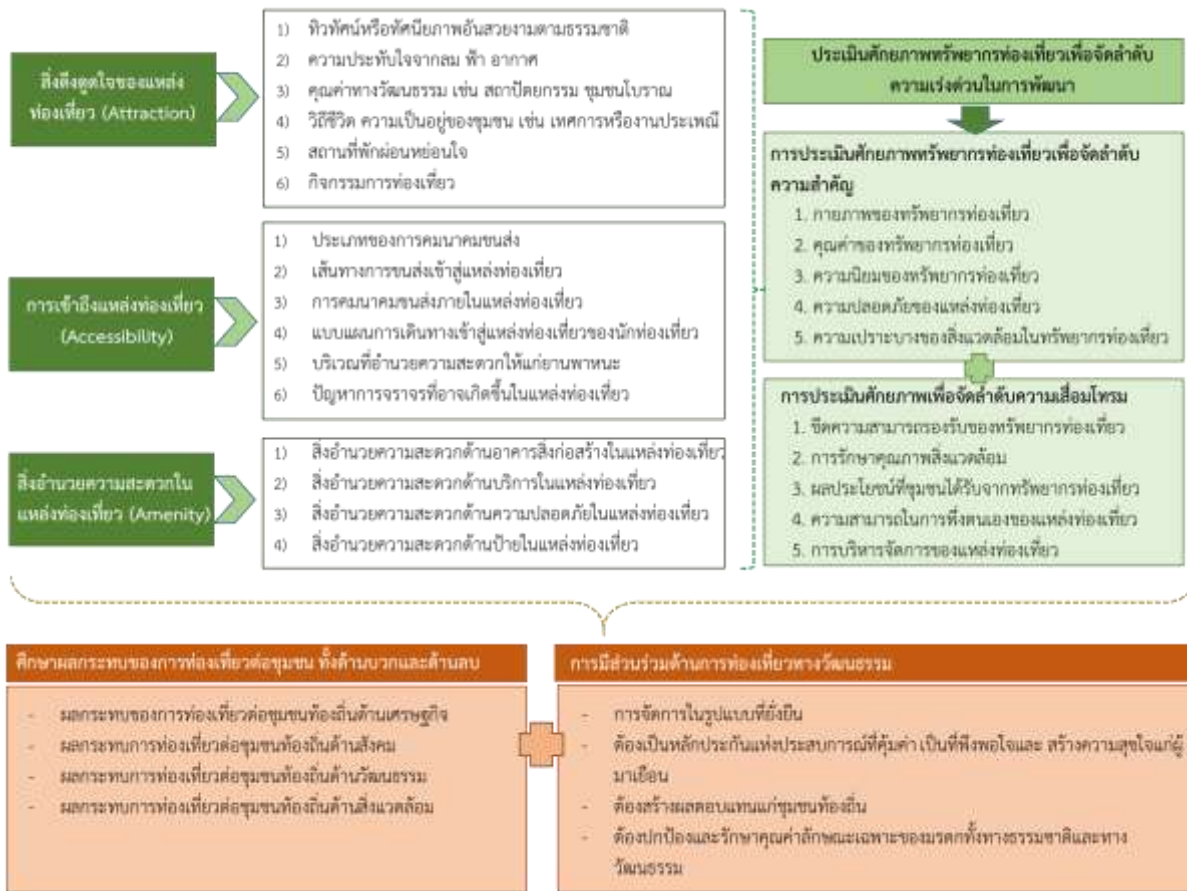 สิ่งดึงดูดใจของแหล่ง
ท่องเที่ยว (Attraction)
1) ทิวทัศน์หรือทัศนียภาพอันสวยงามตามธรรมชาติ
2) ความประทับใจจากลม ฟ้า อากาศ
3) คุณค่าทางวัฒนธรรม เช่น สถาปัตยกรรม ชุมชนโบราณ
4) วิถีชีวิต ความเป็นอยู่ของชุมชน เช่น เทศการหรืองานประเพณี
5) สถานที่พักผ่อนหย่อนใจ
6) กิจกรรมการท่องเที่ยว
การเข้าถึงแหล่งท่องเที่ยว
(Accessibility)
1) ประเภทของการคมนาคมขนส่ง
2) เส้นทางการขนส่งเข้าสู่แหล่งท่องเที่ยว
3) การคมนาคมขนส่งภายในแหล่งท่องเที่ยว
4) แบบแผนการเดินทางเข้าสู่แหล่งท่องเที่ยวของนักท่องเที่ยว
5) บริเวณที่อำนวยความสะดวกให้แก่ยานพาหนะ
6) ปัญหาการจราจรที่อาจเกิดขึ้นในแหล่งท่องเที่ยว
สิ่งอำนวยความสะดวกใน
แหล่งท่องเที่ยว (Amenity)
1) สิ่งอำนวยความสะดวกด้านอาคารสิ่งก่อสร้างในแหล่งท่องเที่ยว
2) สิ่งอำนวยความสะดวกด้านบริการในแหล่งท่องเที่ยว
3) สิ่งอำนวยความสะดวกด้านความปลอดภัยในแหล่งท่องเที่ยว
4) สิ่งอำนวยความสะดวกด้านป้ายในแหล่งท่องเที่ยว
ประเมินศักยภาพทรัพยากรท่องเที่ยวเพื่อจัดลำดับ
ความเร่งด่วนในการพัฒนา
การประเมินศักยภาพทรัพยากรท่องเที่ยวเพื่อจัดลำดับ
ความสำคัญ
1. กายภาพของทรัพยากรท่องเที่ยว
2. คุณค่าของทรัพยากรท่องเที่ยว
3. ความนิยมของทรัพยากรท่องเที่ยว
4. ความปลอดภัยของแหล่งท่องเที่ยว
5. ความเปราะบางของสิ่งแวดล้อมในทรัพยากรท่องเที่ยว
การประเมินศักยภาพเพื่อจัดลำดับความเสื่อมโทรม
1. ขีดความสามารถรองรับของทรัพยากรท่องเที่ยว
2. การรักษาคุณภาพสิ่งแวดล้อม
3. ผลประโยชน์ที่ชุมชนได้รับจากทรัพยากรท่องเที่ยว
4. ความสามารถในการพึ่งตนเองของแหล่งท่องเที่ยว
5. การบริหารจัดการของแหล่งท่องเที่ยว
ศึกษาผลกระทบของการท่องเที่ยวต่อชุมชน ทั้งด้านบวกและด้านลบ
- ผลกระทบของการท่องเที่ยวต่อชุมชนท้องถิ่นด้านเศรษฐกิจ
- ผลกระทบการท่องเที่ยวต่อชุมชนท้องถิ่นด้านสังคม
- ผลกระทบการท่องเที่ยวต่อชุมชนท้องถิ่นด้านวัฒนธรรม
- ผลกระทบการท่องเที่ยวต่อชุมชนท้องถิ่นด้านสิ่งแวดล้อม
การมีส่วนร่วมด้านการท่องเที่ยวทางวัฒนธรรม
- การจัดการในรูปแบบที่ยั่งยืน
- ต้องเป็นหลักประกันแห่งประสบการณ์ที่คุ้มค่า เป็นที่พึงพอใจและ สร้างความสุขใจแก่ผู้
มาเยือน
- ต้องสร้างผลตอบแทนแก่ชุมชนท้องถิ่น
- ต้องปกป้องและรักษาคุณค่าลักษณะเฉพาะของมรดกทั้งทางธรรมชาติและทาง
วัฒนธรรม